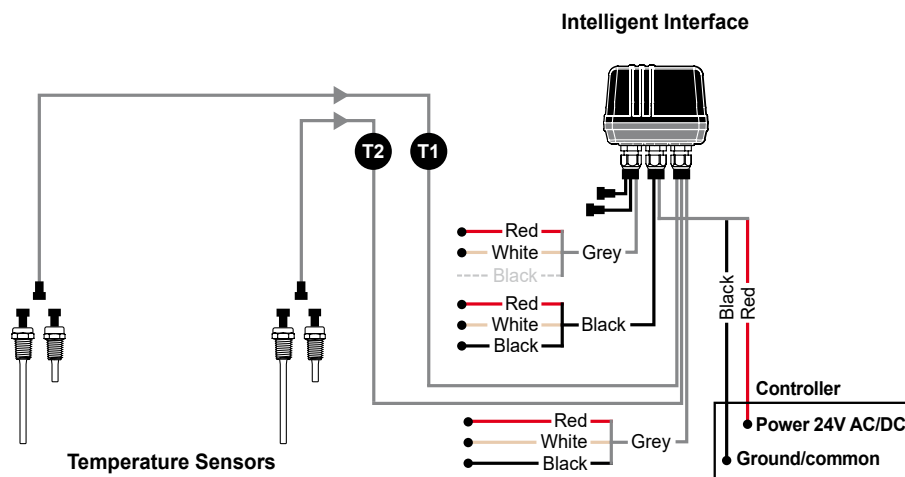 Intelligent Interface
T2
T1
Red
White
Grey
Black
Red
White
Black
Black
Black
Red
Controller
Power 24V AC/DC
Ground/common
Red
White
Grey
Black
Temperature Sensors